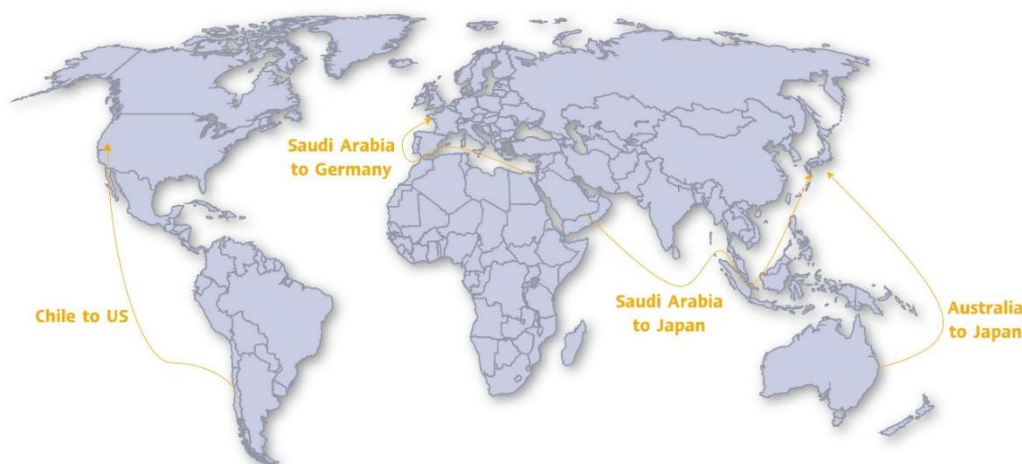 Saudi Arabia
to Germany
Chile to US
Saudi Arabia
to Japan
Australia
to Japan